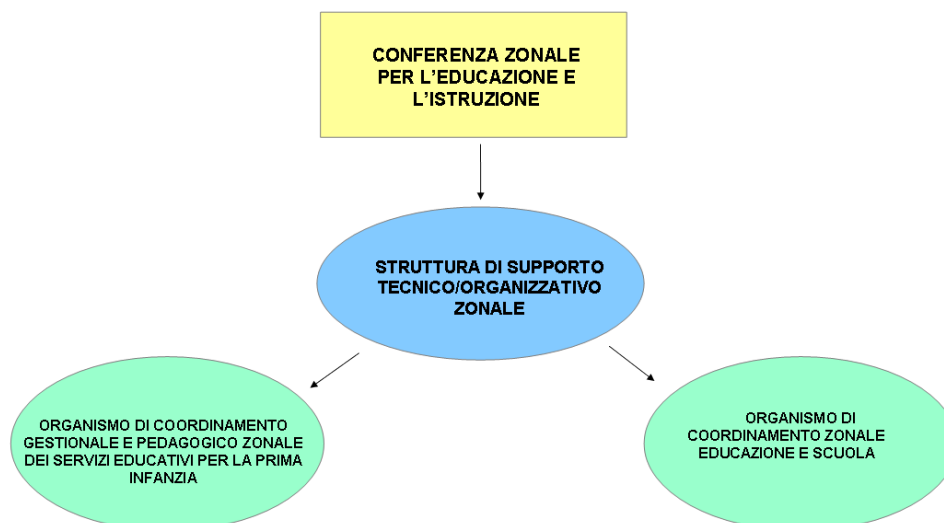 CONFERENZA ZONALE
PER L'EDUCAZIONE E
L'ISTRUZIONE
STRUTTURA DI SUPPORTO
TECNICO/ORGANIZZATIVO
ZONALE
ORGANISMO DI COORDINAMENTO
GESTIONALE E PEDAGOGICO ZONALE
DEI SERVIZI EDUCATIVI PER LA PRIMA
INFANZIA
ORGANISMO DI
COORDINAMENTO ZONALE
EDUCAZIONE E SCUOLA